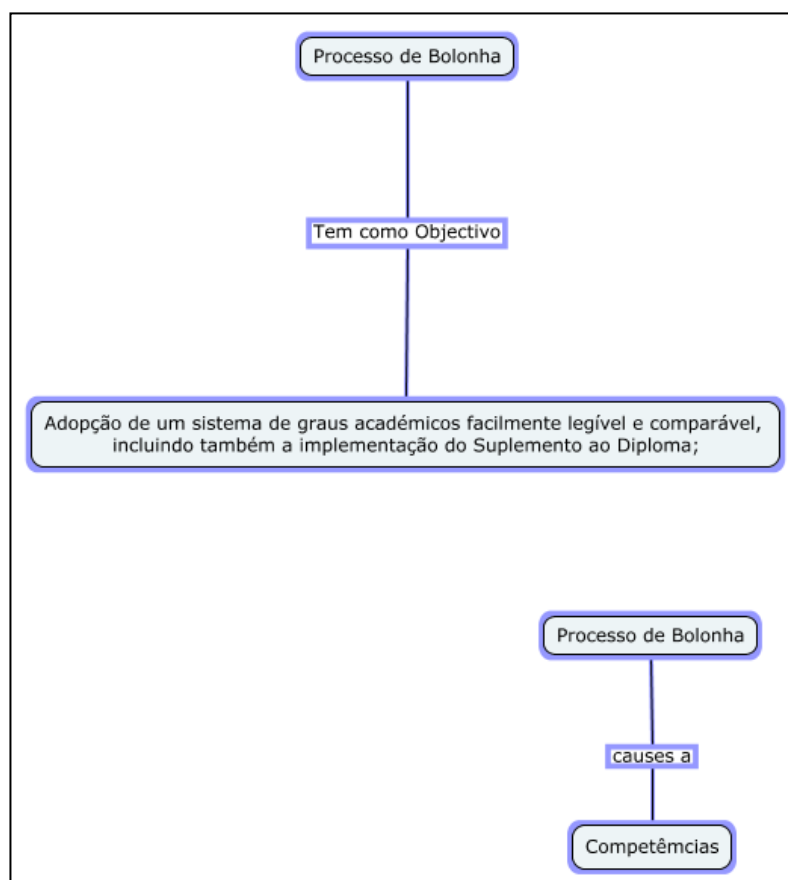 Processo de Bolonha
Tem como Objectivo
Adopção de um sistema de graus académicos facilmente legível e comparável,
incluindo também a implementação do Suplemento ao Diploma;
Processo de Bolonha
causes a
Competêmcias